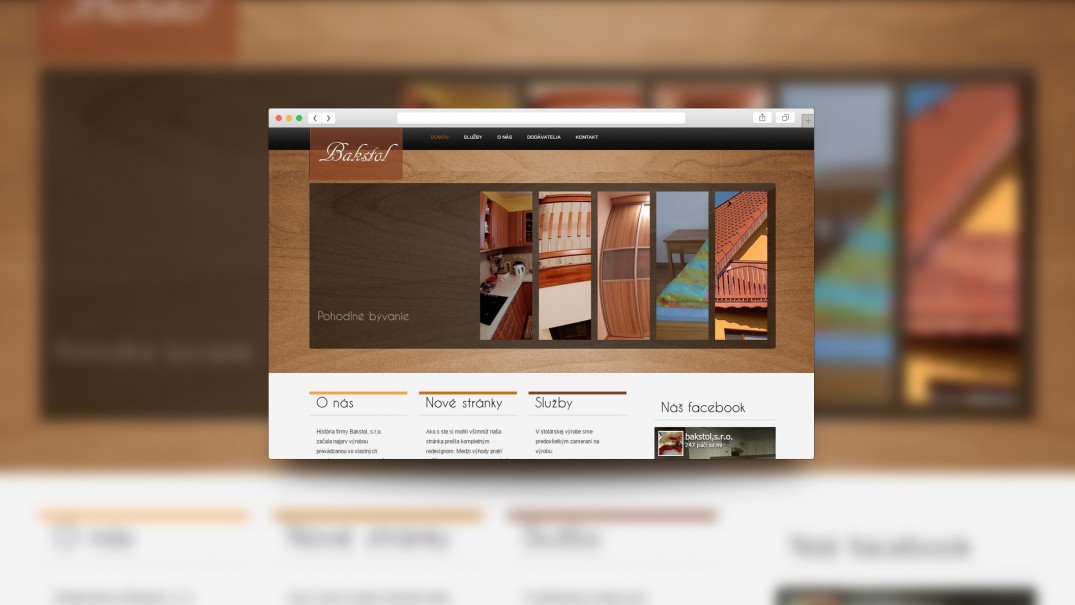 Bakstol
DOMOV SLUŽBY O NÁS DODÁVATELIA KONTAKT
Pohodlné bývanie
O nás
História firmy Bakstol, s.r.o.
začala najprv výrobou
prevádzanou vo vlastných
Nové stránky
Ako s ste si mohli všimnúť naša
stránka prešla kompletným
redesignom. Medzi výhody patrí
Služby
V stolárskej výrobe sme
predovšetkým zameraní na
výrobu
Náš facebook
bakstol,s.r.o.
247 páči sa mi